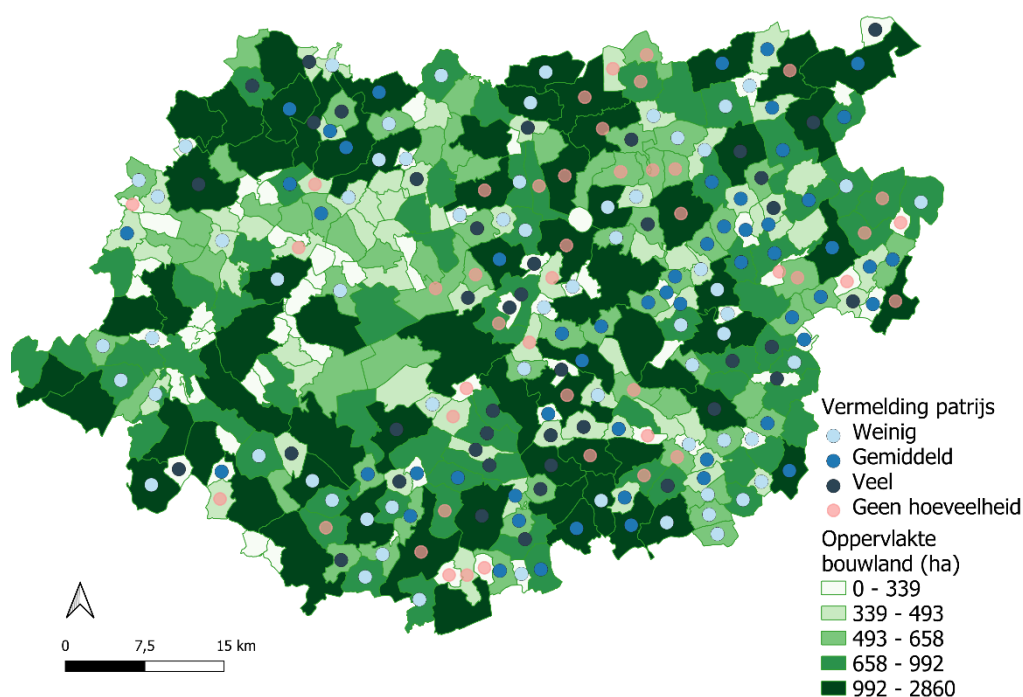 Vermelding patrijs
Weinig
Gemiddeld
Veel
Geen hoeveelheid
Oppervlakte
bouwland (ha)
0 - 339
339 - 493
493 - 658
658 - 992
992 - 2860
0 7,5 15 km